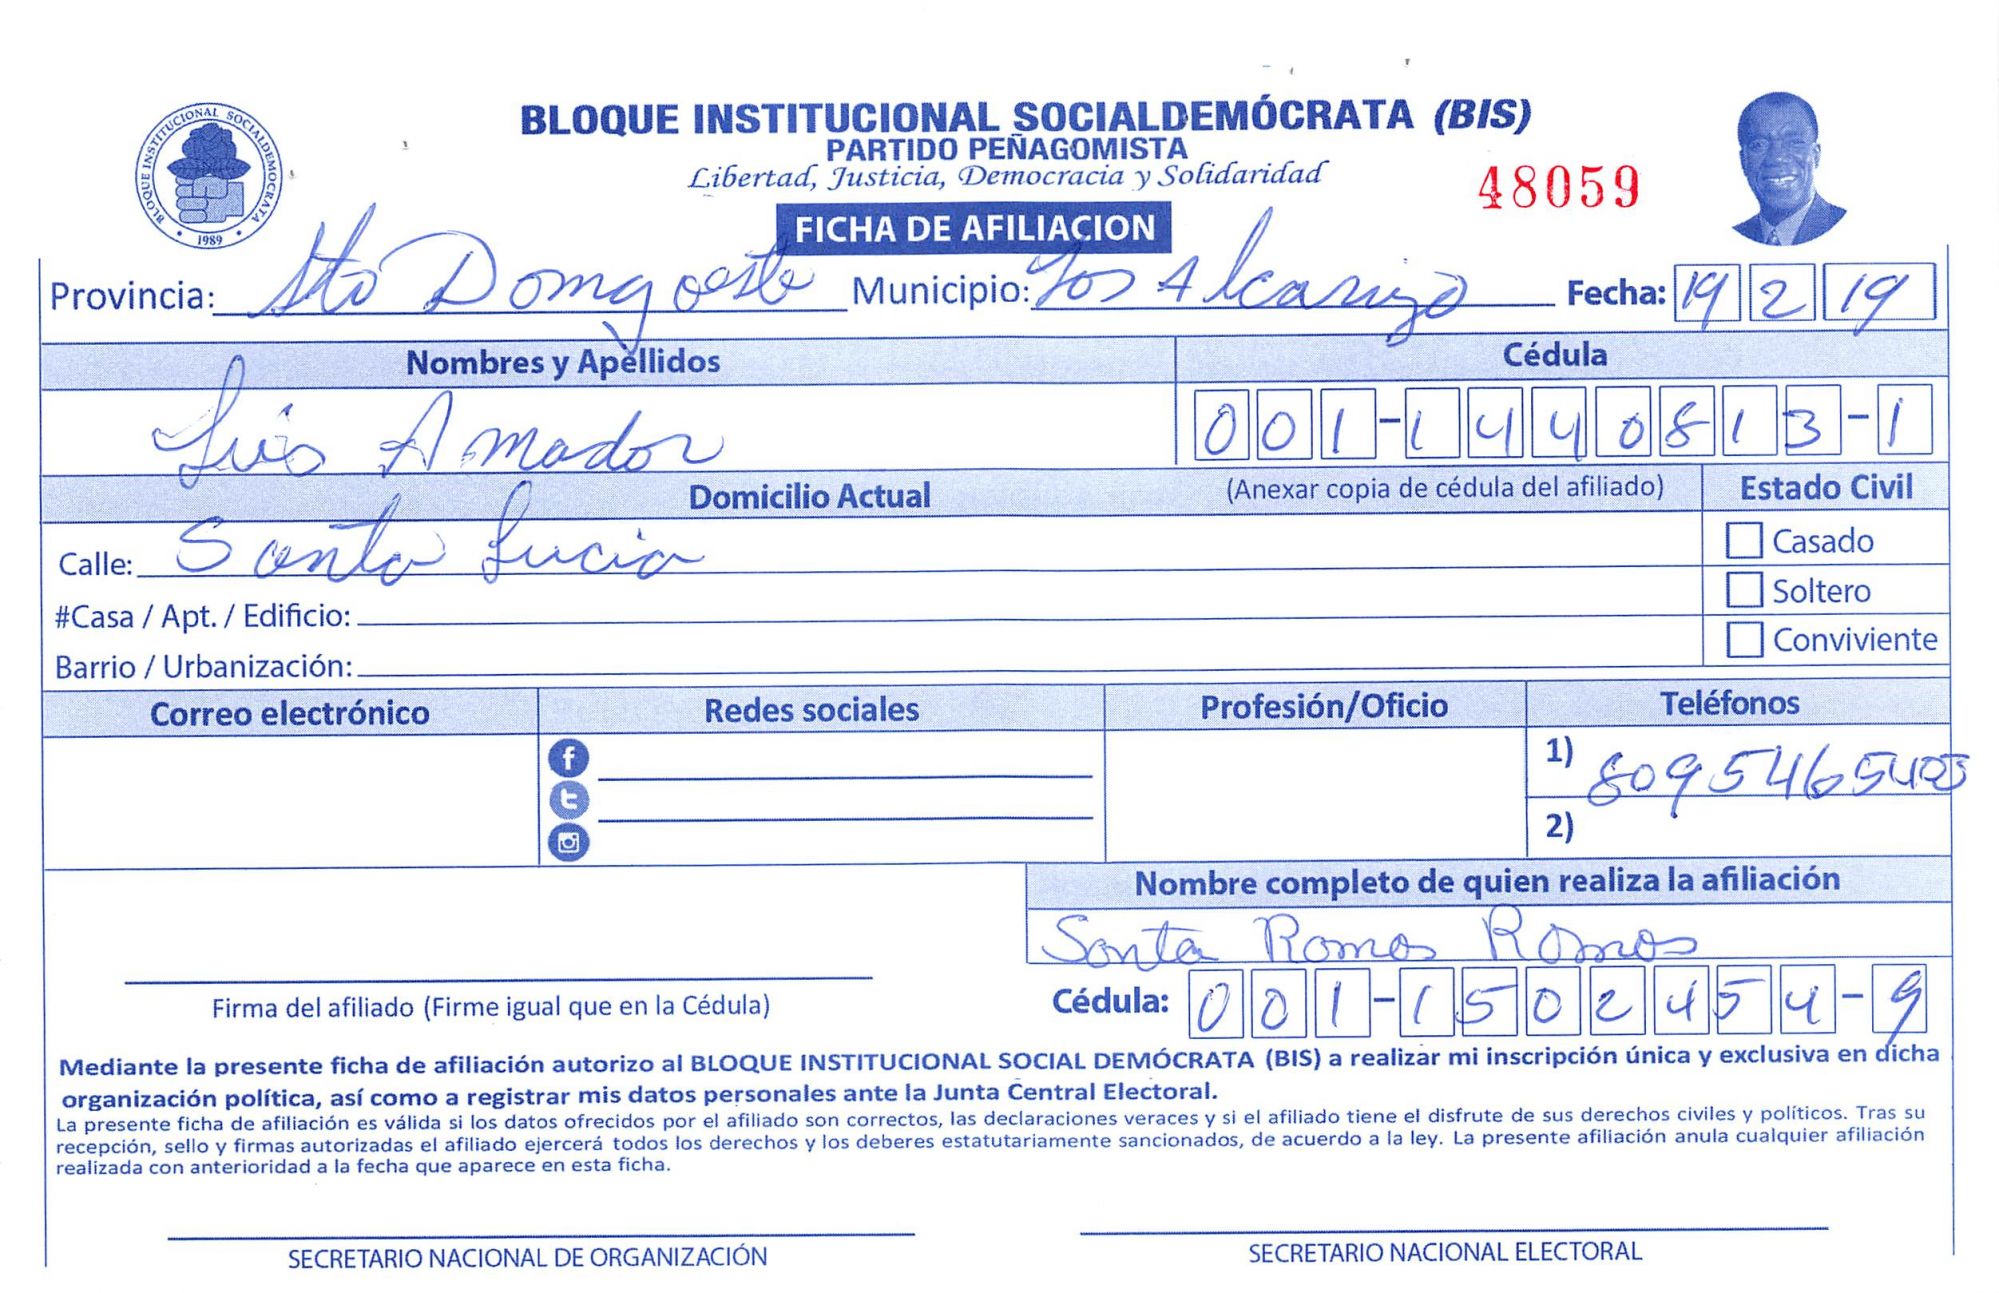 BLOQUE INSTITUCIONAL SOCIALDEMÓCRATA (BIS)
PARTIDO PEÑAGOMISTA
Libertad, Justicia, Democracia y Solidaridad
48059
BLOQUE INSTITUCIONAL SOCIALDEMOCRATA
• 1989 •
FICHA DE AFILIACION
Provincia: Sto Domgo oeste Municipio: Los Alcarrizo Fecha: 19 2 19
Nombres y Apellidos Cédula
Luis Amador 001-1440813-1
Domicilio Actual (Anexar copia de cédula del afiliado) Estado Civil
Calle: Santa Lucia Casado
#Casa / Apt. / Edificio: Soltero
Barrio / Urbanización: Conviviente
Correo electrónico Redes sociales Profesión/Oficio Teléfonos
1) 809546540
2)
Nombre completo de quien realiza la afiliación
Santa Ramos Ramos
Cédula: 001-1502454-9
Firma del afiliado (Firme igual que en la Cédula)
Mediante la presente ficha de afiliación autorizo al BLOQUE INSTITUCIONAL SOCIAL DEMÓCRATA (BIS) a realizar mi inscripción única y exclusiva en dicha
organización política, así como a registrar mis datos personales ante la Junta Central Electoral.
La presente ficha de afiliación es válida si los datos ofrecidos por el afiliado son correctos, las declaraciones veraces y si el afiliado tiene el disfrute de sus derechos civiles y políticos. Tras su
recepción, sello y firmas autorizadas el afiliado ejercerá todos los derechos y los deberes estatutariamente sancionados, de acuerdo a la ley. La presente afiliación anula cualquier afiliación
realizada con anterioridad a la fecha que aparece en esta ficha.
SECRETARIO NACIONAL DE ORGANIZACIÓN SECRETARIO NACIONAL ELECTORAL